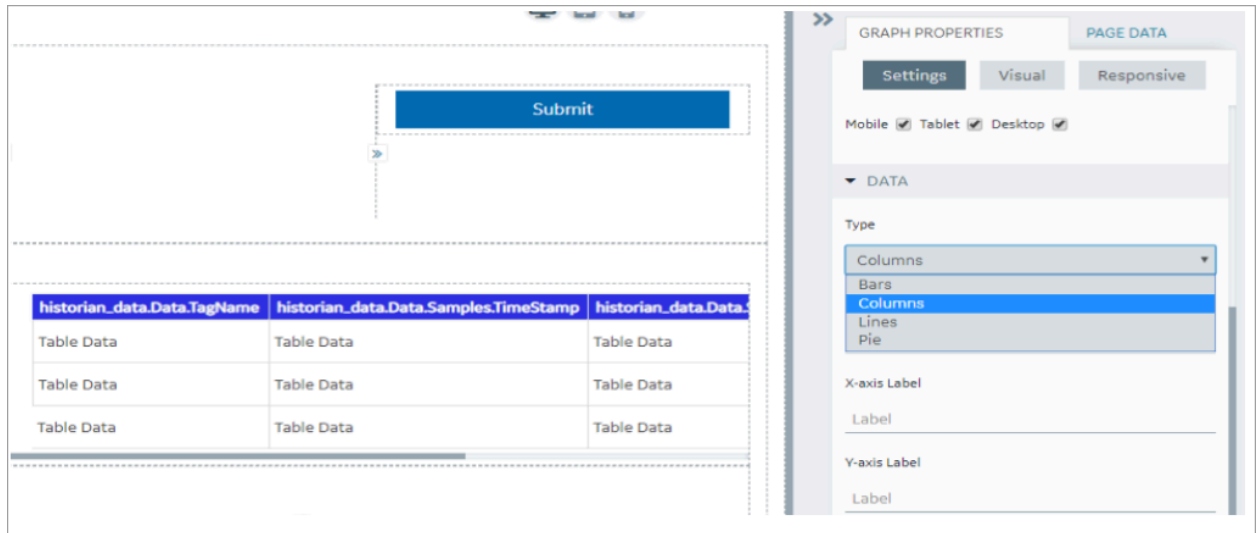 GRAPH PROPERTIES PAGE DATA
Settings Visual Responsive
Submit
Mobile Tablet Desktop
DATA
Type
Columns
Bars
Columns
Lines
Pie
historian_data.Data.TagName historian_data.Data.Samples.TimeStamp historian_data.Data.
Table Data Table Data Table Data
Table Data Table Data Table Data
Table Data Table Data Table Data
X-axis Label
Label
Y-axis Label
Label